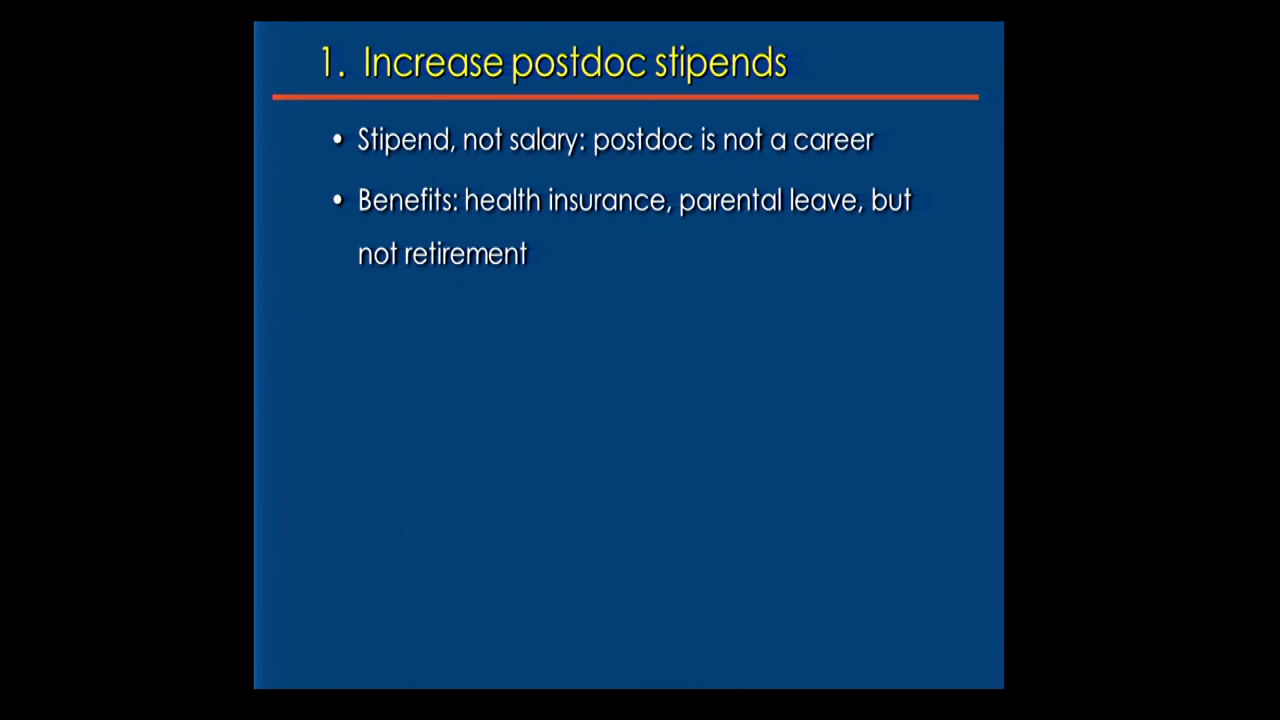 1. Increase postdoc stipends
• Stipend, not salary: postdoc is not a career
• Benefits: health insurance, parental leave, but
not retirement